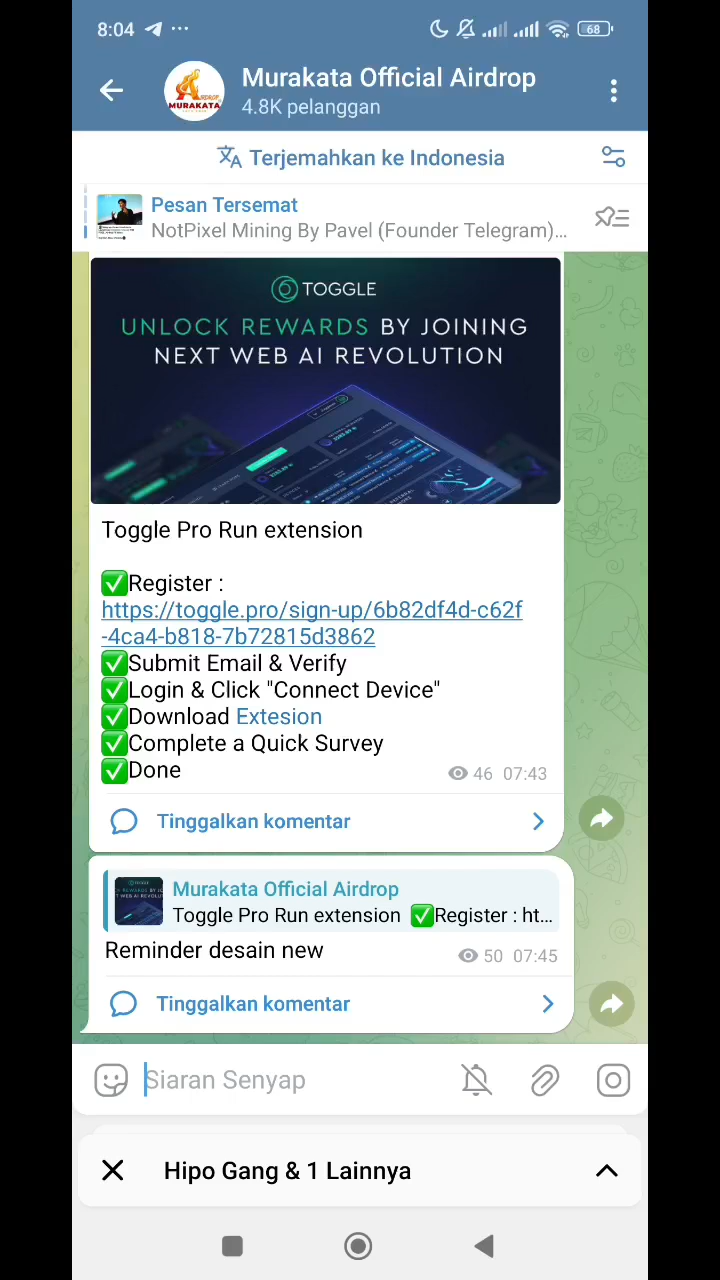 8:04
68
Murakata Official Airdrop
4.8K pelanggan
MURAKATA
Terjemahkan ke Indonesia
Pesan Tersemat
NotPixel Mining By Pavel (Founder Telegram)...
TOGGLE
UNLOCK REWARDS BY JOINING
NEXT WEB AI REVOLUTION
Toggle Pro Run extension
✅Register :
https://toggle.pro/sign-up/6b82df4d-c62f
-4ca4-b818-7b72815d3862
✅Submit Email & Verify
✅Login & Click "Connect Device"
✅Download Extesion
✅Complete a Quick Survey
✅Done
46 07:43
Tinggalkan komentar
Murakata Official Airdrop
Toggle Pro Run extension ✅Register : ht...
Reminder desain new
50 07:45
Tinggalkan komentar
Siaran Senyap
Hipo Gang & 1 Lainnya